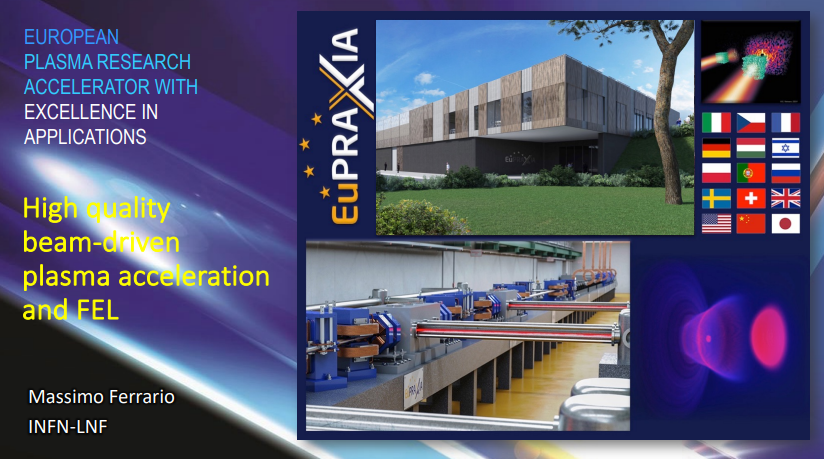 EUROPEAN
PLASMA RESEARCH
ACCELERATOR WITH
EXCELLENCE IN
APPLICATIONS
High quality
beam-driven
plasma acceleration
and FEL
Massimo Ferrario
INFN-LNF
EuPRAXIA
EuPRAXIA